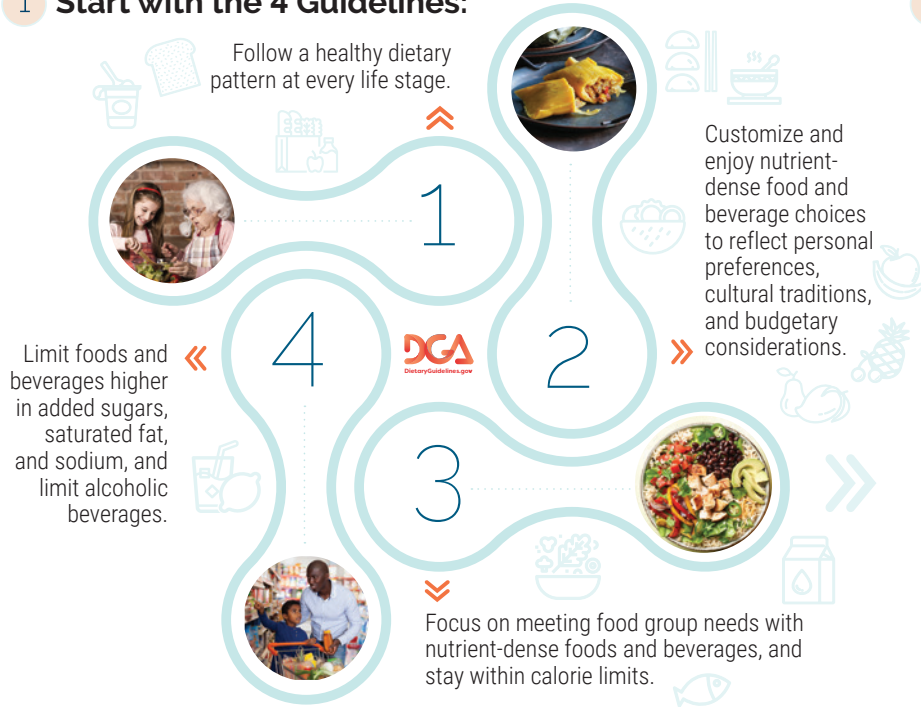 1 Start with the 4 Guidelines:
Follow a healthy dietary
pattern at every life stage.
1
Customize and
enjoy nutrient-
dense food and
beverage choices
to reflect personal
preferences,
cultural traditions,
and budgetary
considerations.
2
4
DGA
DietaryGuidelines.gov
Limit foods and
beverages higher
in added sugars,
saturated fat,
and sodium, and
limit alcoholic
beverages.
3
Focus on meeting food group needs with
nutrient-dense foods and beverages, and
stay within calorie limits.